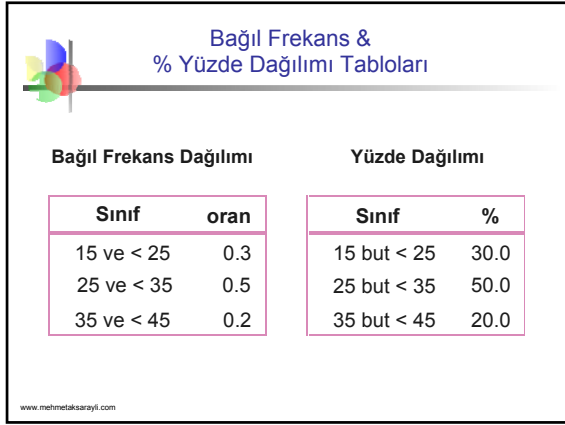 Bağıl Frekans &
% Yüzde Dağılımı Tabloları
Bağıl Frekans Dağılımı
Sınıf oran
15 ve < 25 0.3
25 ve < 35 0.5
35 ve < 45 0.2
Yüzde Dağılımı
Sınıf %
15 but < 25 30.0
25 but < 35 50.0
35 but < 45 20.0
www.mehmetaksarayli.com